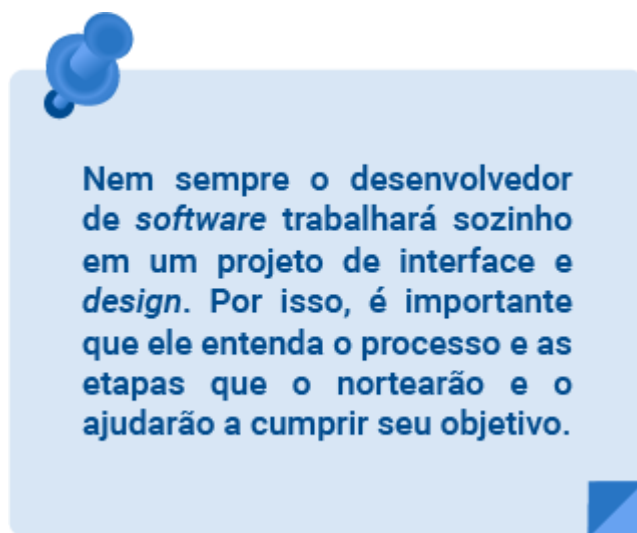 Nem sempre o desenvolvedor
de software trabalhará sozinho
em um projeto de interface e
design. Por isso, é importante
que ele entenda o processo e as
etapas que o nortearão e o
ajudarão a cumprir seu objetivo.